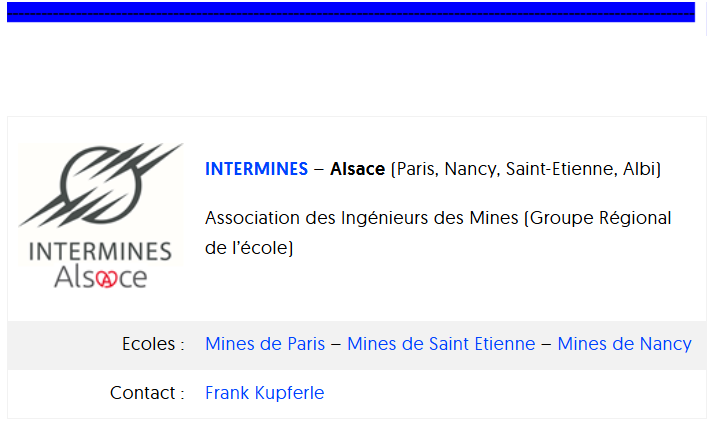 INTERMINES – Alsace (Paris, Nancy, Saint-Etienne, Albi)
Association des Ingénieurs des Mines (Groupe Régional
de l’école)
INTERMINES
Alsace
Ecoles : Mines de Paris – Mines de Saint Etienne – Mines de Nancy
Contact : Frank Kupferle